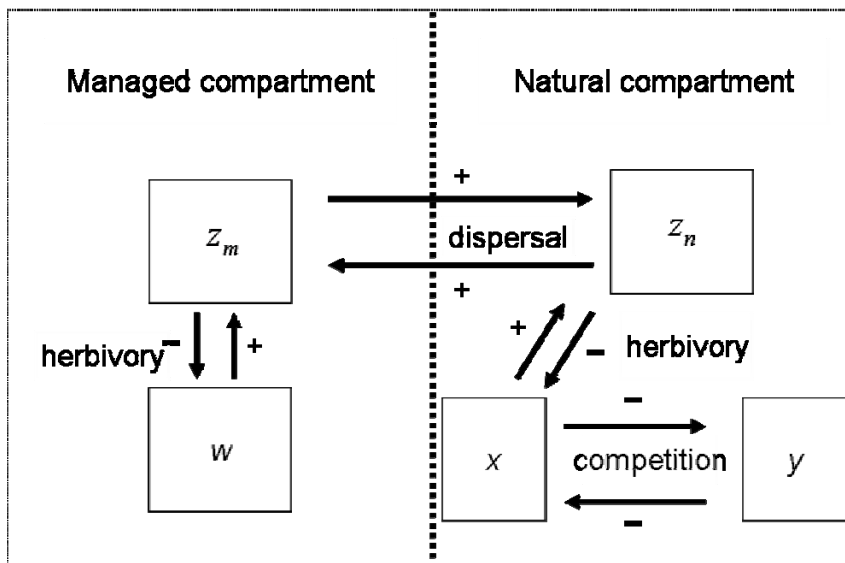 Managed compartment
Natural compartment
+
z_m
z_n
dispersal
+
herbivory − +
+ − herbivory
w
x
−
competition
y
−